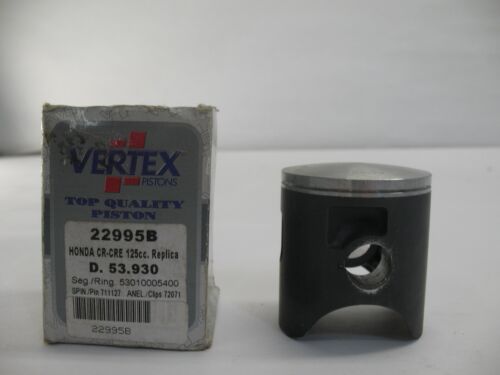 VERTEX
PISTONS
TOP QUALITY
PISTON
22995B
HONDA CR-CRE 125cc. Replica
D. 53.930
Seg./Ring. 53010005400
SPIN./Pin 711127 ANEL./Clips 72071
22995B